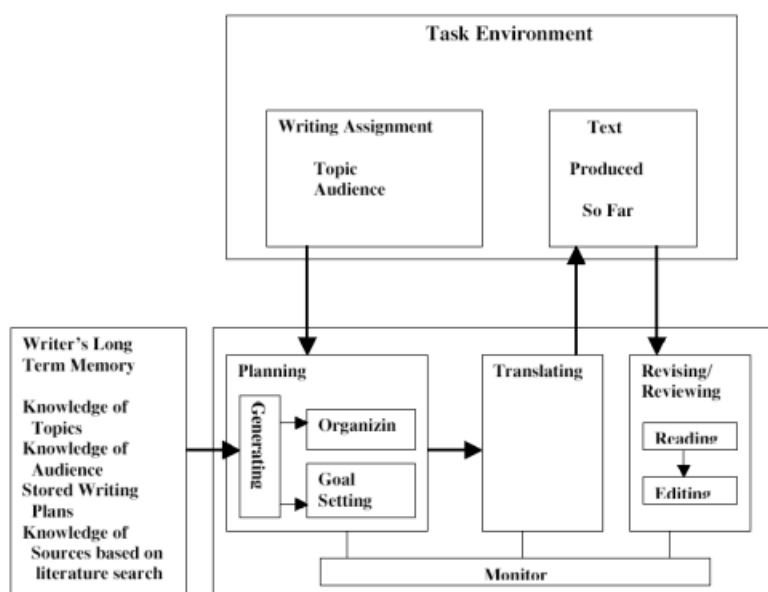 Task Environment
Writing Assignment
Topic
Audience
Text
Produced
So Far
Writer's Long
Term Memory
Knowledge of
Topics
Knowledge of
Audience
Stored Writing
Plans
Knowledge of
Sources based on
literature search
Planning
Generating
Organizin
Goal
Setting
Translating
Revising/
Reviewing
Reading
Editing
Monitor